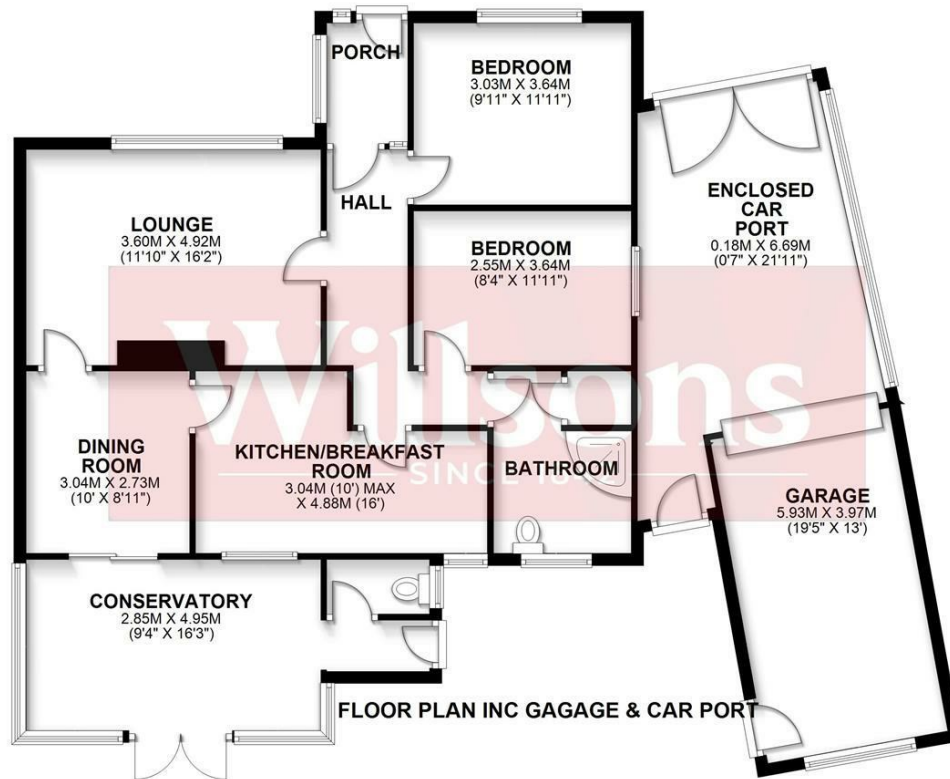 PORCH
BEDROOM
3.03M X 3.64M
(9'11" X 11'11")
LOUNGE
3.60M X 4.92M
(11'10" X 16'2")
HALL
BEDROOM
2.55M X 3.64M
(8'4" X 11'11")
ENCLOSED
CAR
PORT
0.18M X 6.69M
(0'7" X 21'11")
Willsons
SINCE 1842
DINING
ROOM
3.04M X 2.73M
(10' X 8'11")
KITCHEN/BREAKFAST
ROOM
3.04M (10') MAX
X 4.88M (16')
BATHROOM
GARAGE
5.93M X 3.97M
(19'5" X 13')
CONSERVATORY
2.85M X 4.95M
(9'4" X 16'3")
FLOOR PLAN INC GAGAGE & CAR PORT